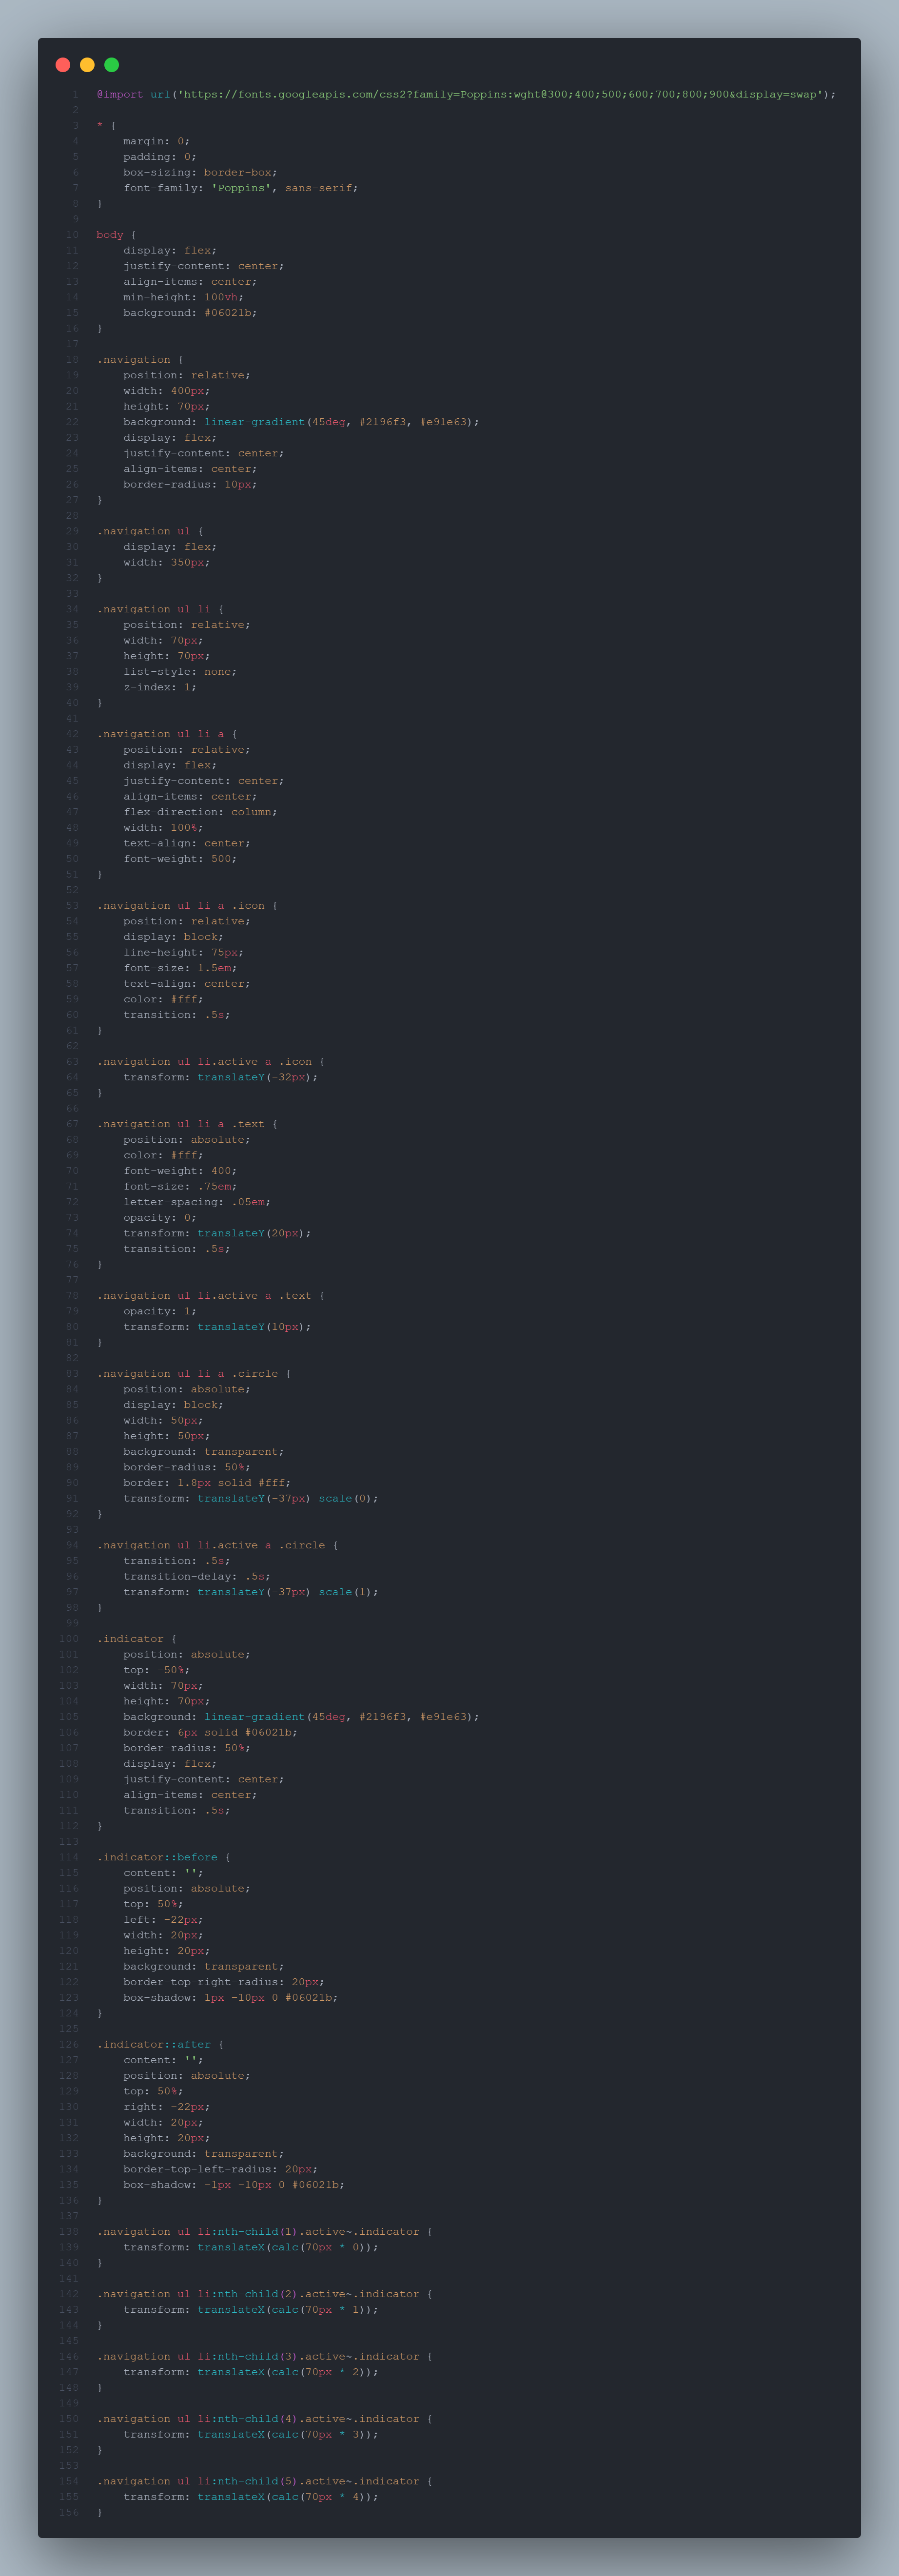 1 @import url('https://fonts.googleapis.com/css2?family=Poppins:wght@300;400;500;600;700;800;900&display=swap');
2
3 * {
4     margin: 0;
5     padding: 0;
6     box-sizing: border-box;
7     font-family: 'Poppins', sans-serif;
8 }
9
10 body {
11     display: flex;
12     justify-content: center;
13     align-items: center;
14     min-height: 100vh;
15     background: #06021b;
16 }
17
18 .navigation {
19     position: relative;
20     width: 400px;
21     height: 70px;
22     background: linear-gradient(45deg, #2196f3, #e91e63);
23     display: flex;
24     justify-content: center;
25     align-items: center;
26     border-radius: 10px;
27 }
28
29 .navigation ul {
30     display: flex;
31     width: 350px;
32 }
33
34 .navigation ul li {
35     position: relative;
36     width: 70px;
37     height: 70px;
38     list-style: none;
39     z-index: 1;
40 }
41
42 .navigation ul li a {
43     position: relative;
44     display: flex;
45     justify-content: center;
46     align-items: center;
47     flex-direction: column;
48     width: 100%;
49     text-align: center;
50     font-weight: 500;
51 }
52
53 .navigation ul li a .icon {
54     position: relative;
55     display: block;
56     line-height: 75px;
57     font-size: 1.5em;
58     text-align: center;
59     color: #fff;
60     transition: .5s;
61 }
62
63 .navigation ul li.active a .icon {
64     transform: translateY(-32px);
65 }
66
67 .navigation ul li a .text {
68     position: absolute;
69     color: #fff;
70     font-weight: 400;
71     font-size: .75em;
72     letter-spacing: .05em;
73     opacity: 0;
74     transform: translateY(20px);
75     transition: .5s;
76 }
77
78 .navigation ul li.active a .text {
79     opacity: 1;
80     transform: translateY(10px);
81 }
82
83 .navigation ul li a .circle {
84     position: absolute;
85     display: block;
86     width: 50px;
87     height: 50px;
88     background: transparent;
89     border-radius: 50%;
90     border: 1.8px solid #fff;
91     transform: translateY(-37px) scale(0);
92 }
93
94 .navigation ul li.active a .circle {
95     transition: .5s;
96     transition-delay: .5s;
97     transform: translateY(-37px) scale(1);
98 }
99
100 .indicator {
101     position: absolute;
102     top: -50%;
103     width: 70px;
104     height: 70px;
105     background: linear-gradient(45deg, #2196f3, #e91e63);
106     border: 6px solid #06021b;
107     border-radius: 50%;
108     display: flex;
109     justify-content: center;
110     align-items: center;
111     transition: .5s;
112 }
113
114 .indicator::before {
115     content: '';
116     position: absolute;
117     top: 50%;
118     left: -22px;
119     width: 20px;
120     height: 20px;
121     background: transparent;
122     border-top-right-radius: 20px;
123     box-shadow: 1px -10px 0 #06021b;
124 }
125
126 .indicator::after {
127     content: '';
128     position: absolute;
129     top: 50%;
130     right: -22px;
131     width: 20px;
132     height: 20px;
133     background: transparent;
134     border-top-left-radius: 20px;
135     box-shadow: -1px -10px 0 #06021b;
136 }
137
138 .navigation ul li:nth-child(1).active~.indicator {
139     transform: translateX(calc(70px * 0));
140 }
141
142 .navigation ul li:nth-child(2).active~.indicator {
143     transform: translateX(calc(70px * 1));
144 }
145
146 .navigation ul li:nth-child(3).active~.indicator {
147     transform: translateX(calc(70px * 2));
148 }
149
150 .navigation ul li:nth-child(4).active~.indicator {
151     transform: translateX(calc(70px * 3));
152 }
153
154 .navigation ul li:nth-child(5).active~.indicator {
155     transform: translateX(calc(70px * 4));
156 }